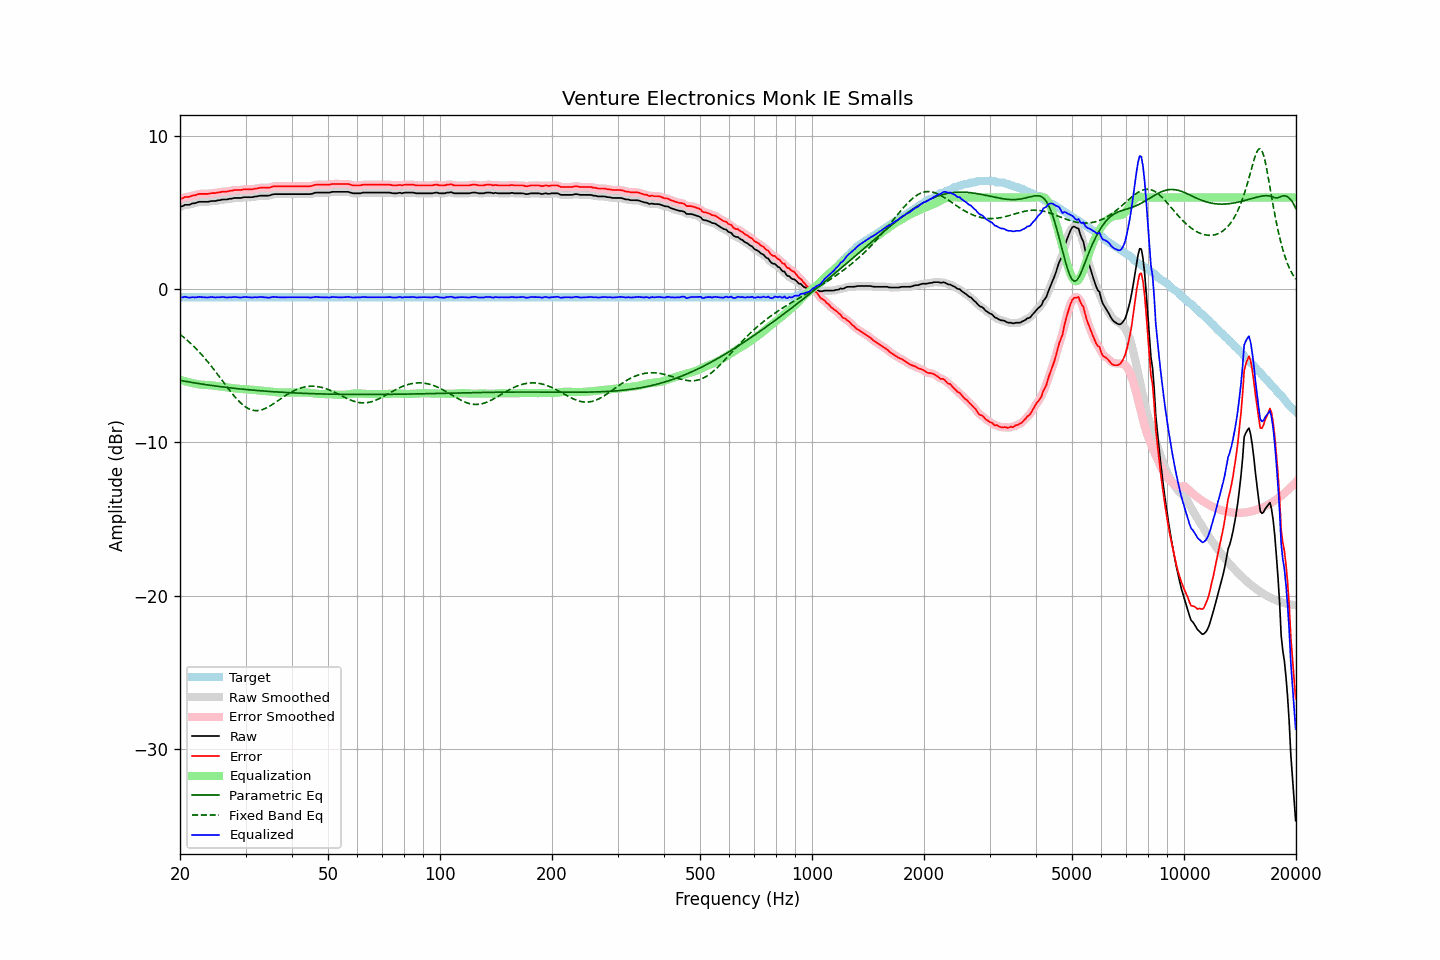 Venture Electronics Monk IE Smalls
10
0
−10
−20
−30
Amplitude (dBr)
Target
Raw Smoothed
Error Smoothed
Raw
Error
Equalization
Parametric Eq
Fixed Band Eq
Equalized
20 50 100 200 500 1000 2000 5000 10000 20000
Frequency (Hz)